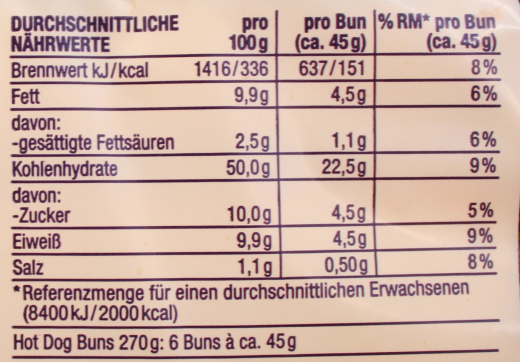 DURCHSCHNITTLICHE pro pro Bun % RM* pro Bun
NÄHRWERTE 100g (ca. 45g) (ca. 45g)
Brennwert kJ/kcal 1416/336 637/151 8%
Fett 9,9g 4,5g 6%
davon:
-gesättigte Fettsäuren 2,5g 1,1g 6%
Kohlenhydrate 50,0g 22,5g 9%
davon:
-Zucker 10,0g 4,5g 5%
Eiweiß 9,9g 4,5g 9%
Salz 1,1g 0,50g 8%
*Referenzmenge für einen durchschnittlichen Erwachsenen
(8400kJ/2000kcal)
Hot Dog Buns 270g: 6 Buns à ca. 45g